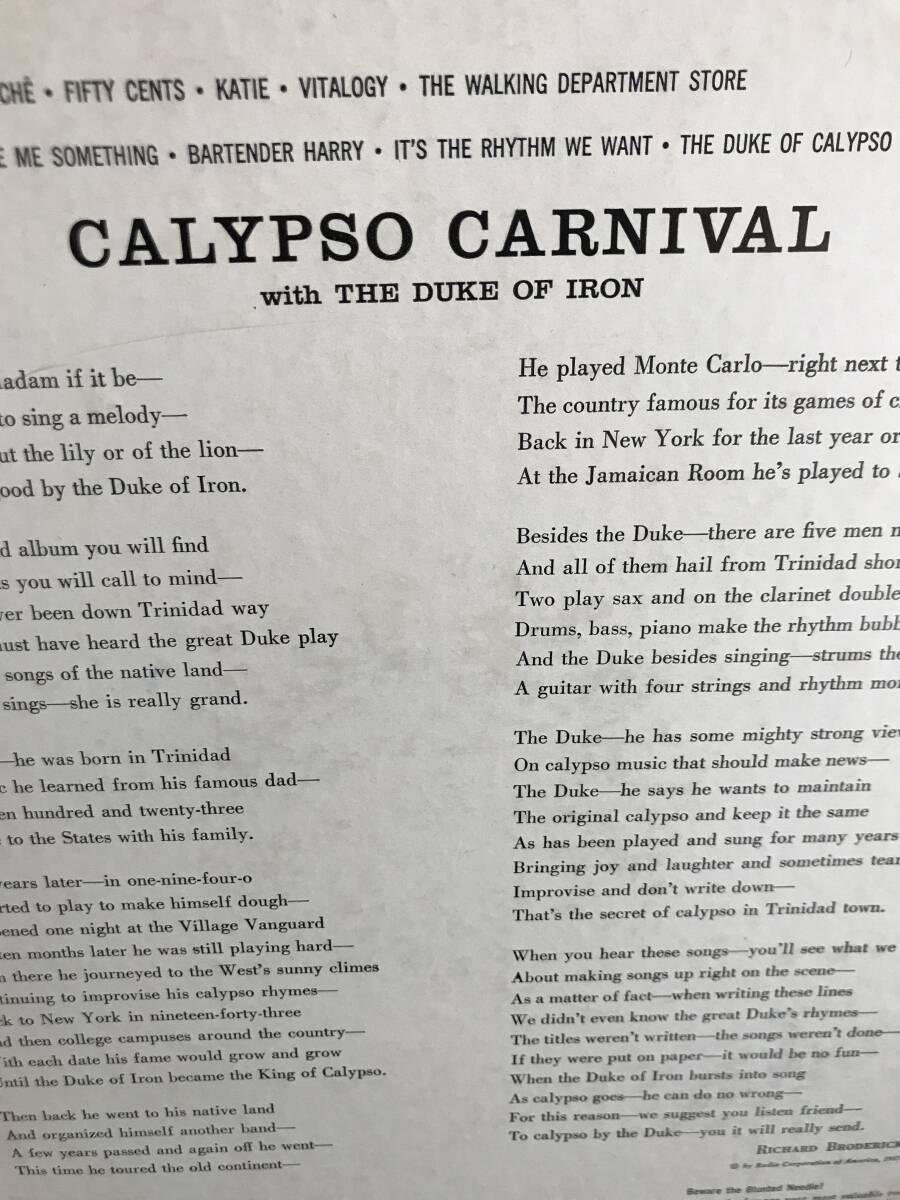 CHÊ • FIFTY CENTS • KATIE • VITALOGY • THE WALKING DEPARTMENT STORE
E ME SOMETHING • BARTENDER HARRY • IT'S THE RHYTHM WE WANT • THE DUKE OF CALYPSO
CALYPSO CARNIVAL
with THE DUKE OF IRON
adam if it be—
to sing a melody—
ut the lily or of the lion—
ood by the Duke of Iron.
d album you will find
s you will call to mind—
ver been down Trinidad way
ust have heard the great Duke play
songs of the native land—
sings—she is really grand.
—he was born in Trinidad
c he learned from his famous dad—
en hundred and twenty-three
to the States with his family.
years later—in one-nine-four-o
rted to play to make himself dough—
ened one night at the Village Vanguard
ten months later he was still playing hard—
n there he journeyed to the West's sunny climes
tinuing to improvise his calypso rhymes—
ck to New York in nineteen-forty-three
nd then college campuses around the country—
With each date his fame would grow and grow
Until the Duke of Iron became the King of Calypso.
Then back he went to his native land
And organized himself another band—
A few years passed and again off he went—
This time he toured the old continent—
He played Monte Carlo—right next t
The country famous for its games of c
Back in New York for the last year or
At the Jamaican Room he's played to
Besides the Duke—there are five men m
And all of them hail from Trinidad shor
Two play sax and on the clarinet double
Drums, bass, piano make the rhythm bubb
And the Duke besides singing—strums the
A guitar with four strings and rhythm mor
The Duke—he has some mighty strong view
On calypso music that should make news—
The Duke—he says he wants to maintain
The original calypso and keep it the same
As has been played and sung for many years
Bringing joy and laughter and sometimes tear
Improvise and don't write down—
That's the secret of calypso in Trinidad town.
When you hear these songs—you'll see what we
About making songs up right on the scene—
As a matter of fact—when writing these lines
We didn't even know the great Duke's rhymes—
The titles weren't written—the songs weren't done—
If they were put on paper—it would be no fun—
When the Duke of Iron bursts into song
As calypso goes—he can do no wrong—
For this reason—we suggest you listen friend—
To calypso by the Duke—you it will really send.
RICHARD BRODERICK
© by Radio Corporation of America, 1957
Beware the Blunted Needle!